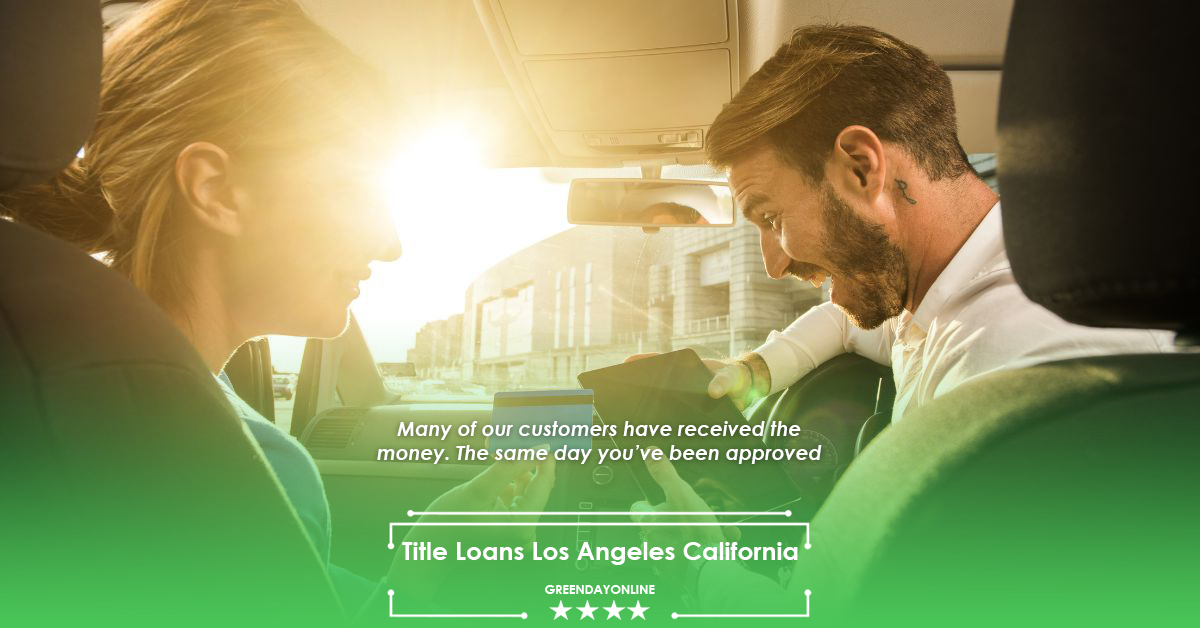 Many of our customers have received the
money. The same day you've been approved
Title Loans Los Angeles California
GREENDAYONLINE